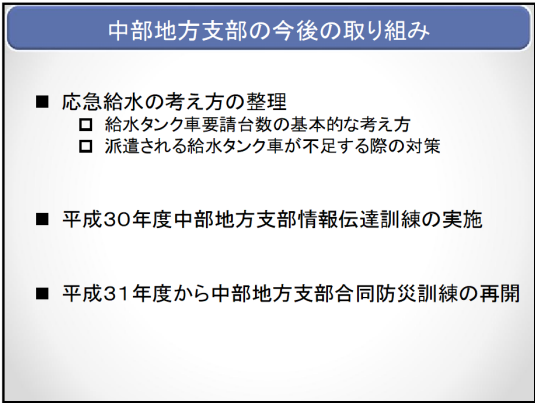 中部地方支部の今後の取り組み
■ 応急給水の考え方の整理
□ 給水タンク車要請台数の基本的な考え方
□ 派遣される給水タンク車が不足する際の対策
■ 平成30年度中部地方支部情報伝達訓練の実施
■ 平成31年度から中部地方支部合同防災訓練の再開